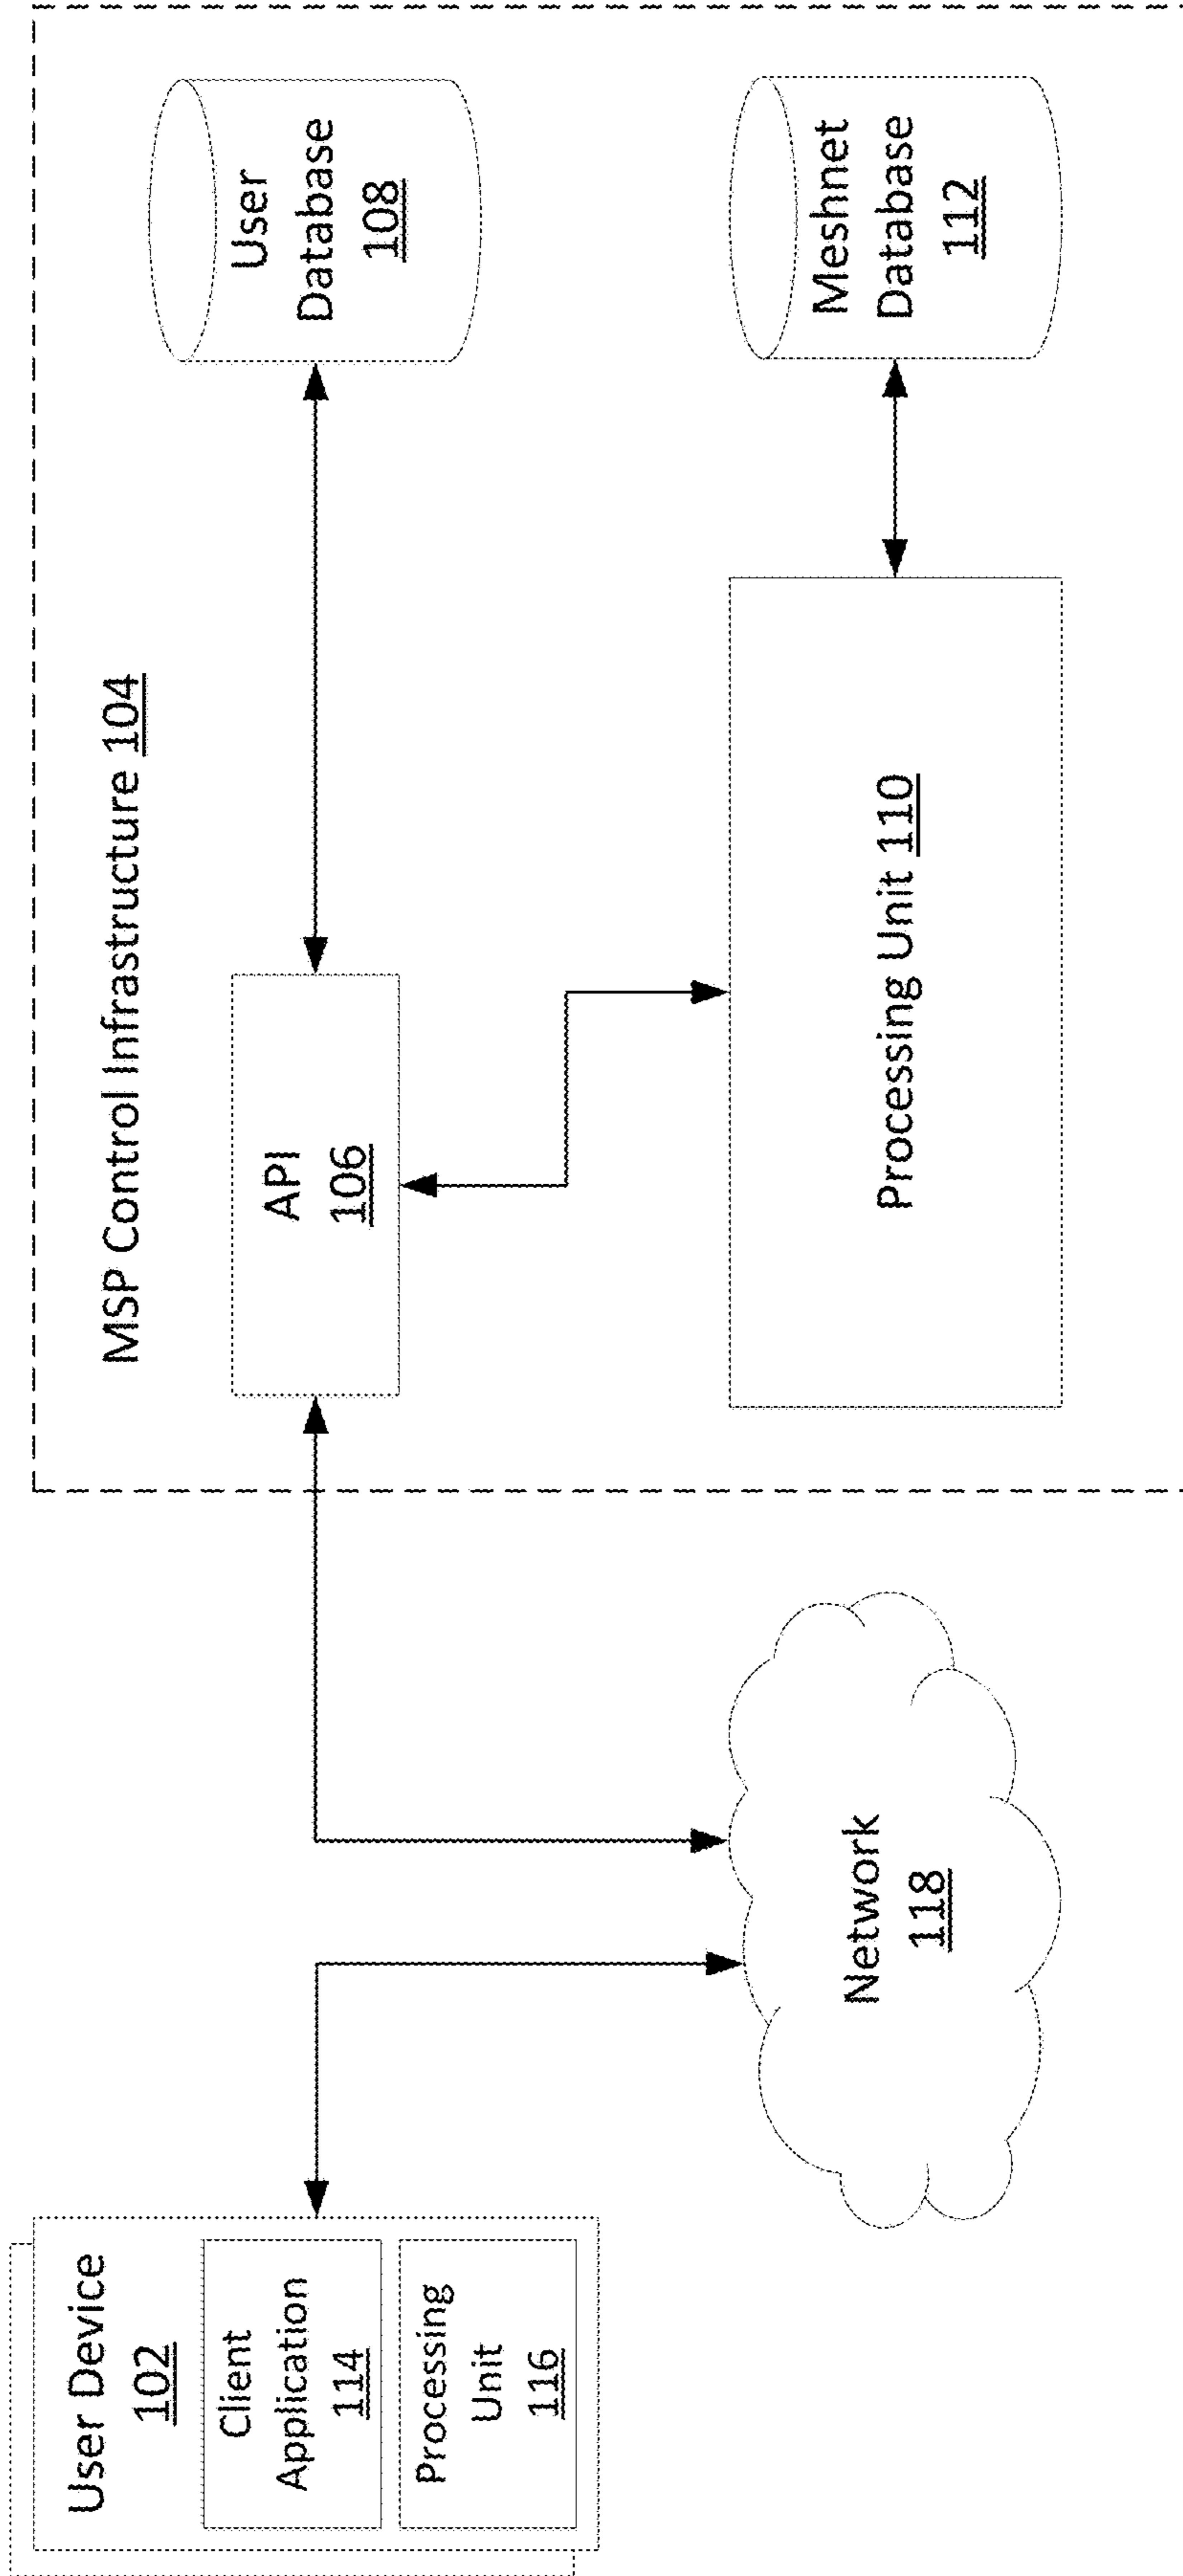 User Device
102
Client
Application
114
Processing
Unit
116
Network
118
MSP Control Infrastructure 104
API
106
User
Database
108
Processing Unit 110
Meshnet
Database
112